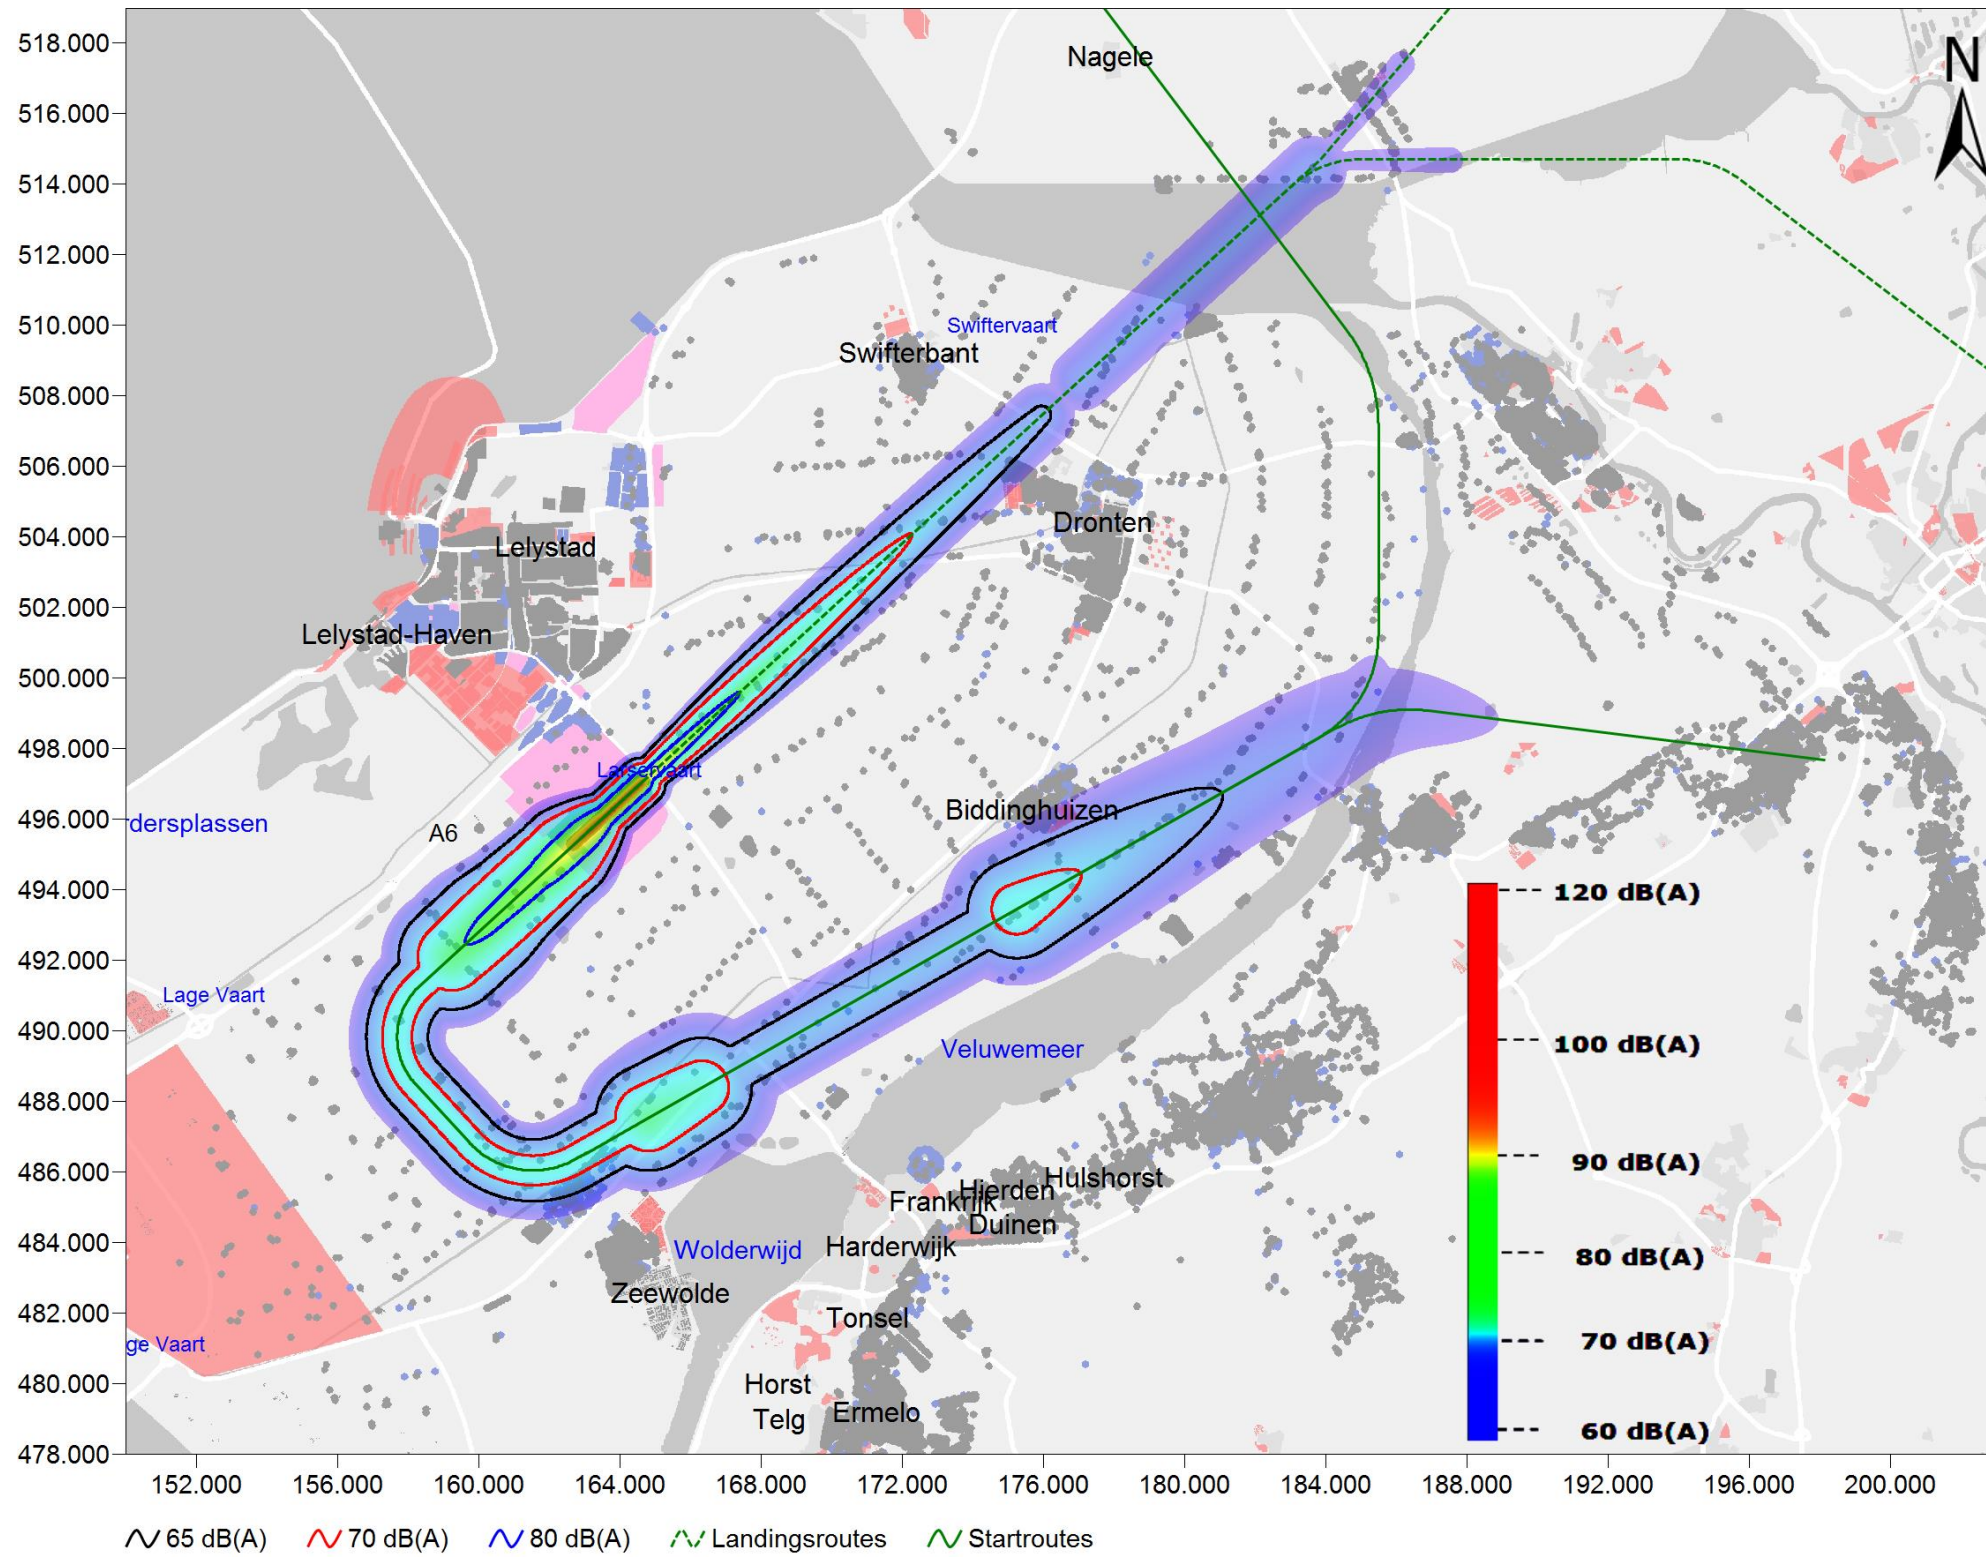 518.000
N
Nagele
516.000
514.000
512.000
510.000
Swiftervaart
Swifterbant
508.000
506.000
504.000
Dronten
Lelystad
502.000
Lelystad-Haven
500.000
498.000
Larservaart
496.000
dersplassen
A6
Biddinghuizen
494.000
120 dB(A)
492.000
Lage Vaart
490.000
Veluwemeer
100 dB(A)
488.000
486.000
Hierden
Hulshorst
Frankrijk
Duinen
90 dB(A)
484.000
Wolderwijd
Harderwijk
80 dB(A)
482.000
Zeewolde
Tonsel
ge Vaart
70 dB(A)
480.000
Horst
Telg
Ermelo
60 dB(A)
478.000
152.000 156.000 160.000 164.000 168.000 172.000 176.000 180.000 184.000 188.000 192.000 196.000 200.000
65 dB(A) 70 dB(A) 80 dB(A) Landingsroutes Startroutes